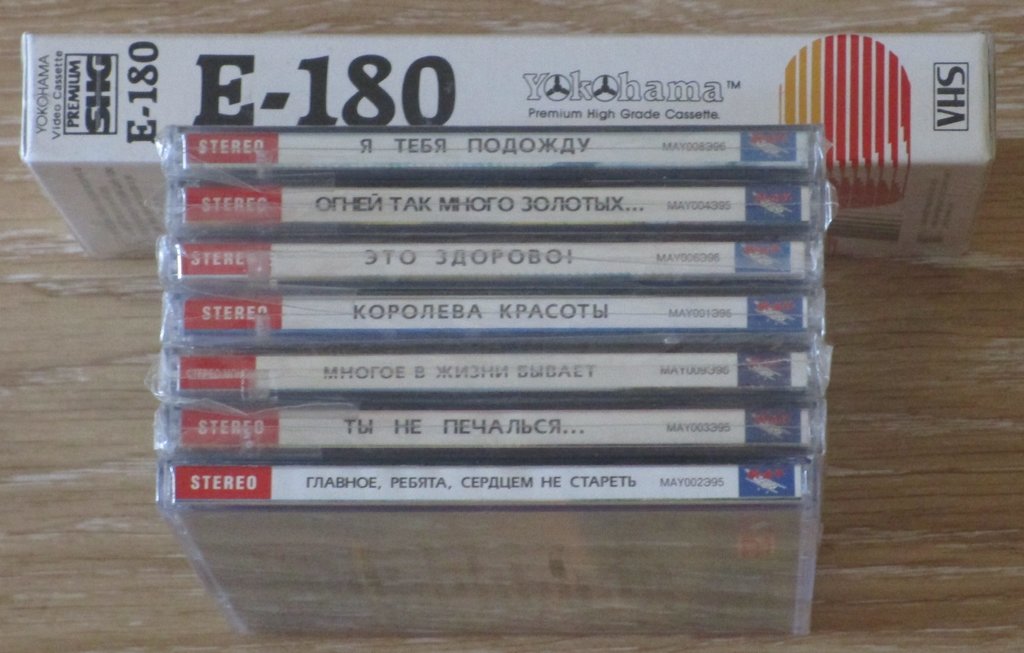 YOKOHAMA
Video Cassette
PREMIUM
SHG
E-180
E-180
Yokohama™
Premium High Grade Cassette.
VHS
STEREO Я ТЕБЯ ПОДОЖДУ
STEREO ОГНЕЙ ТАК МНОГО ЗОЛОТЫХ... MAY004395
STEREO ЭТО ЗДОРОВО!
STEREO КОРОЛЕВА КРАСОТЫ MAY001395
МНОГОЕ В ЖИЗНИ БЫВАЕТ
STEREO ТЫ НЕ ПЕЧАЛЬСЯ... MAY003395
STEREO ГЛАВНОЕ, РЕБЯТА, СЕРДЦЕМ НЕ СТАРЕТЬ MAY002395